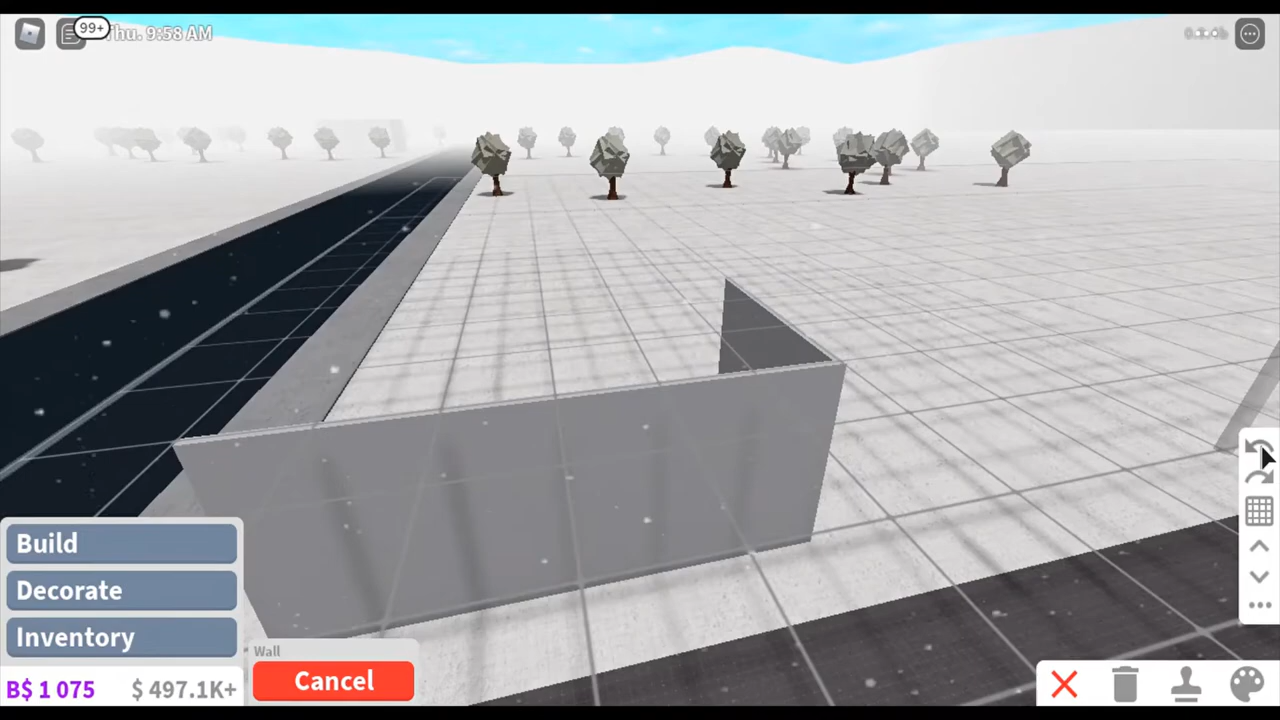 99+
Thu. 9:58 AM
Build
Decorate
Inventory
Wall
Cancel
B$ 1 075
$ 497.1K+